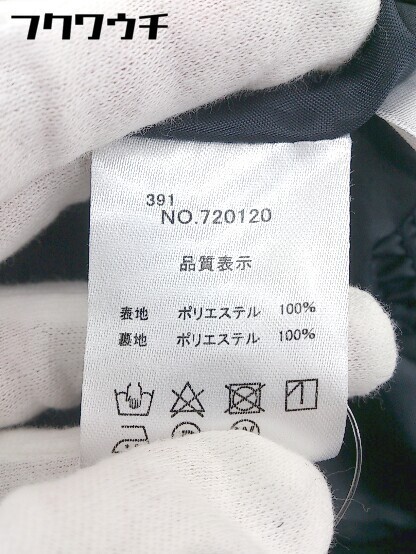 フクワウチ
391
NO.720120
品質表示
表地 ポリエステル 100%
裏地 ポリエステル 100%